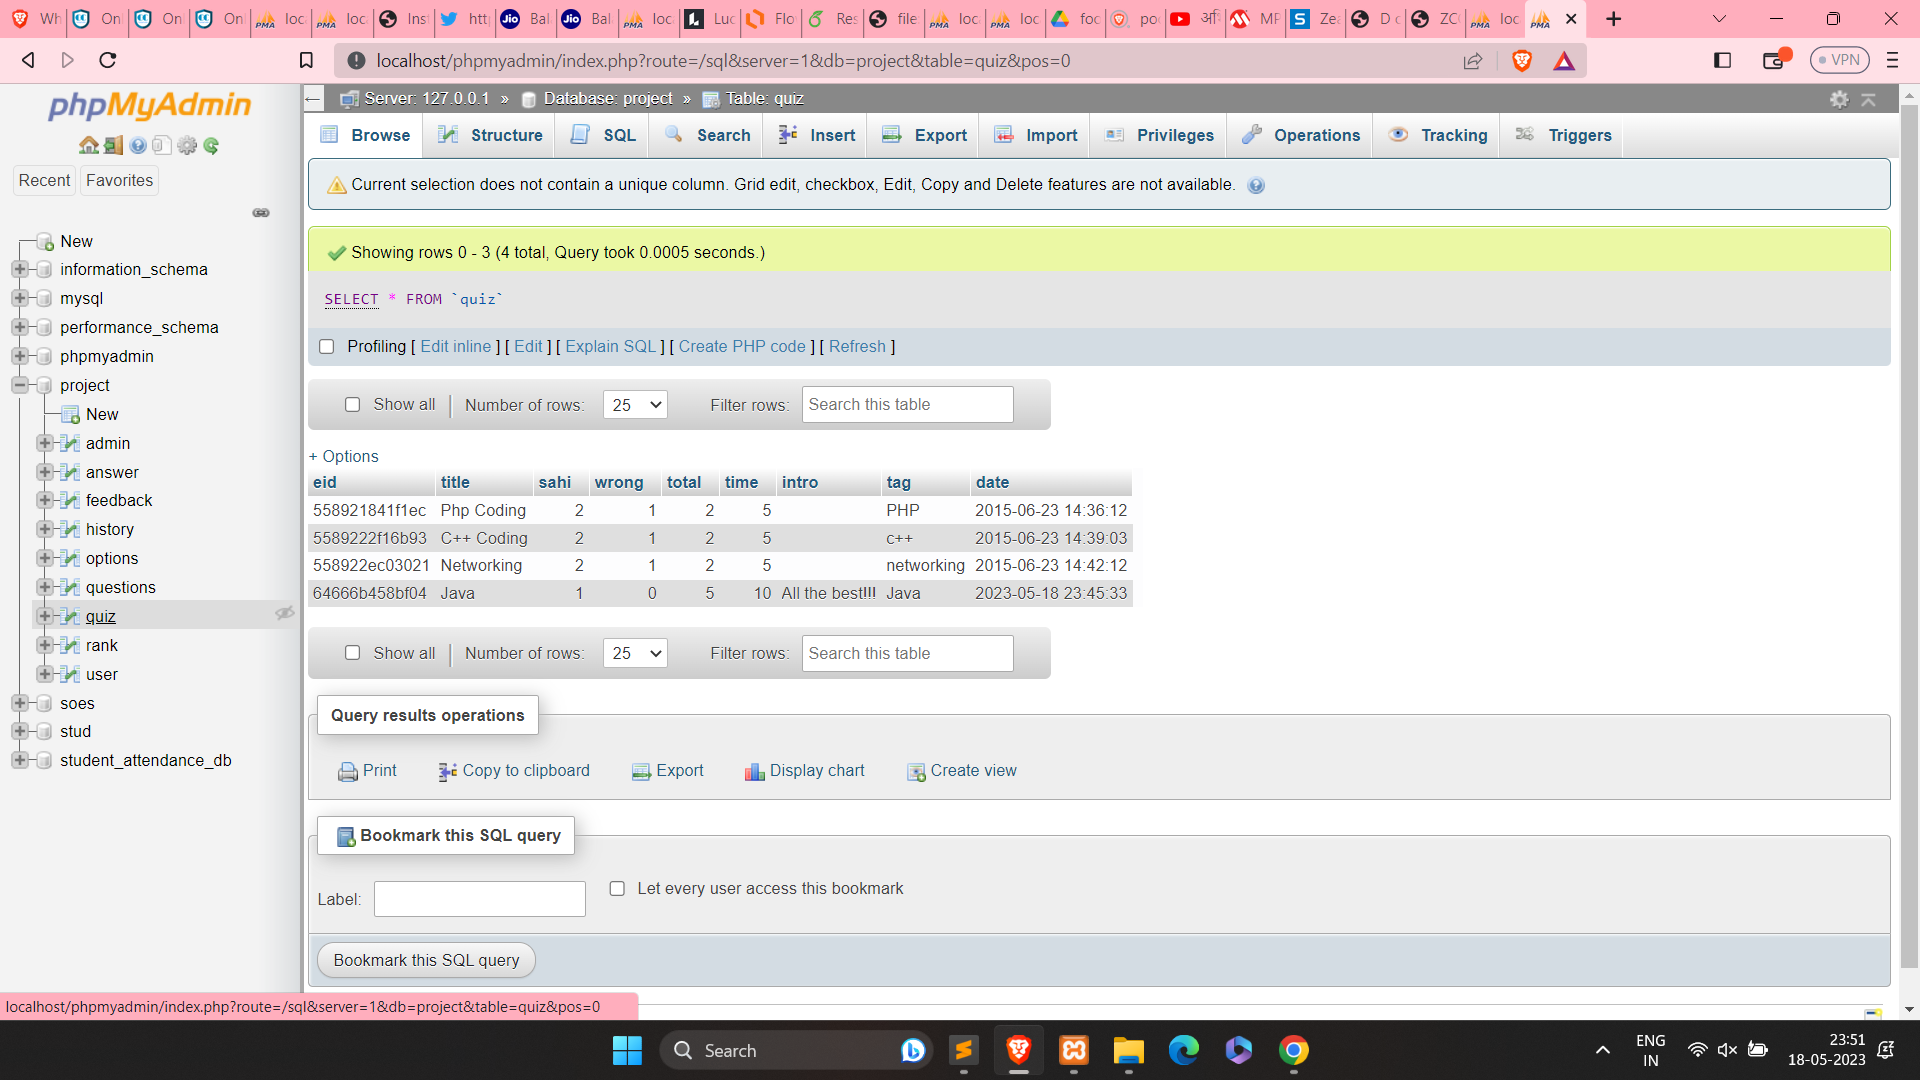 Wh
On
On
On
loc
loc
Ins
htt
Jio
Bal
Jio
Bal
loc
Luc
Flo
Res
file
loc
loc
foc
poc
MP
S
Zea
D c
ZC
loc
PMA
localhost/phpmyadmin/index.php?route=/sql&server=1&db=project&table=quiz&pos=0
VPN
phpMyAdmin
Recent
Favorites
New
information_schema
mysql
performance_schema
phpmyadmin
project
New
admin
answer
feedback
history
options
questions
quiz
rank
user
soes
stud
student_attendance_db
Server: 127.0.0.1 » Database: project » Table: quiz
Browse
Structure
SQL
Search
Insert
Export
Import
Privileges
Operations
Tracking
Triggers
Current selection does not contain a unique column. Grid edit, checkbox, Edit, Copy and Delete features are not available.
Showing rows 0 - 3 (4 total, Query took 0.0005 seconds.)
SELECT * FROM `quiz`
Profiling [ Edit inline ] [ Edit ] [ Explain SQL ] [ Create PHP code ] [ Refresh ]
Show all | Number of rows: 25 Filter rows: Search this table
+ Options
eid title sahi wrong total time intro tag date
558921841f1ec Php Coding 2 1 2 5 PHP 2015-06-23 14:36:12
5589222f16b93 C++ Coding 2 1 2 5 c++ 2015-06-23 14:39:03
558922ec03021 Networking 2 1 2 5 networking 2015-06-23 14:42:12
64666b458bf04 Java 1 0 5 10 All the best!!! Java 2023-05-18 23:45:33
Show all | Number of rows: 25 Filter rows: Search this table
Query results operations
Print
Copy to clipboard
Export
Display chart
Create view
Bookmark this SQL query
Label:
Let every user access this bookmark
Bookmark this SQL query
localhost/phpmyadmin/index.php?route=/sql&server=1&db=project&table=quiz&pos=0
Search
ENG
IN
23:51
18-05-2023